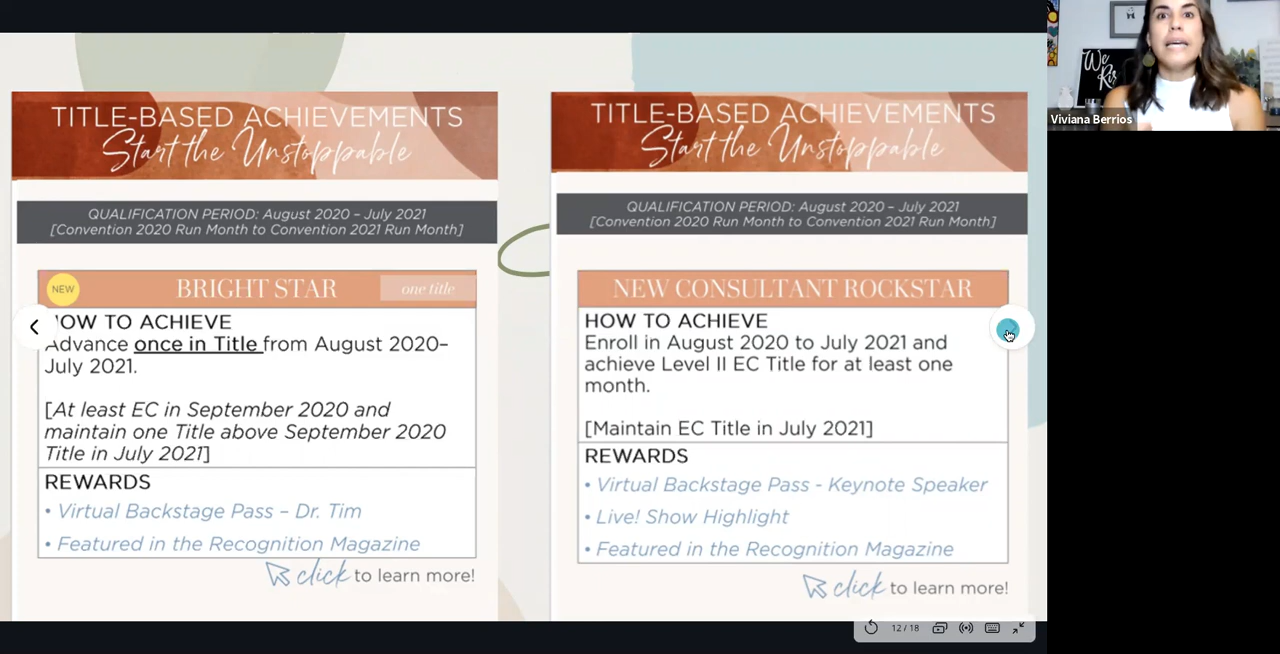 TITLE-BASED ACHIEVEMENTS
Start the Unstoppable
QUALIFICATION PERIOD: August 2020 – July 2021
[Convention 2020 Run Month to Convention 2021 Run Month]
NEW
BRIGHT STAR
one title
HOW TO ACHIEVE
Advance once in Title from August 2020–
July 2021.
[At least EC in September 2020 and
maintain one Title above September 2020
Title in July 2021]
REWARDS
• Virtual Backstage Pass – Dr. Tim
• Featured in the Recognition Magazine
click to learn more!
TITLE-BASED ACHIEVEMENTS
Start the Unstoppable
QUALIFICATION PERIOD: August 2020 – July 2021
[Convention 2020 Run Month to Convention 2021 Run Month]
NEW CONSULTANT ROCKSTAR
HOW TO ACHIEVE
Enroll in August 2020 to July 2021 and
achieve Level II EC Title for at least one
month.
[Maintain EC Title in July 2021]
REWARDS
• Virtual Backstage Pass - Keynote Speaker
• Live! Show Highlight
• Featured in the Recognition Magazine
click to learn more!
12 / 18
We
Ris
Viviana Berrios